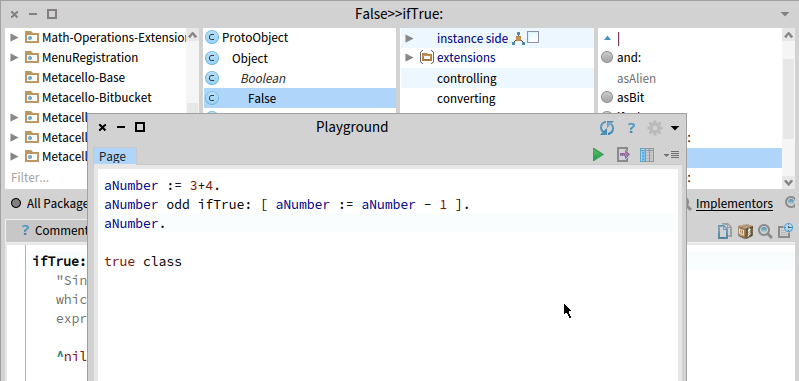 False>>ifTrue:
Math-Operations-Extensior
MenuRegistration
Metacello-Base
Metacello-Bitbucket
Metacell
Metacell
Metacell
Filter...
ProtoObject
Object
Boolean
False
instance side
extensions
controlling
converting
|
and:
asAlien
asBit
All Package
Implementors
? Comment
ifTrue:
"Sin
whic
expr
^nil
Playground
?
Page
aNumber := 3+4.
aNumber odd ifTrue: [ aNumber := aNumber - 1 ].
aNumber.
true class